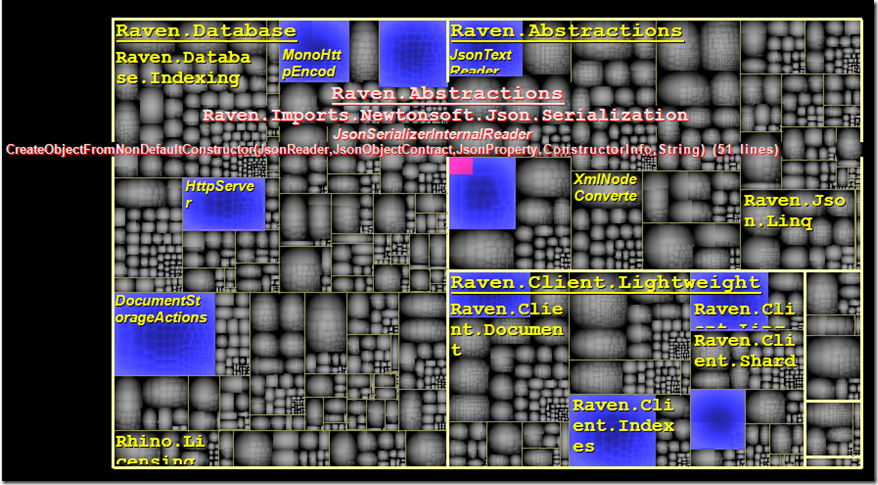 Raven.Database
Raven.Abstractions
Raven.Databa
se.Indexing
MonoHtt
pEncod
JsonText
Reader
Raven.Abstractions
Raven.Imports.Newtonsoft.Json.Serialization
JsonSerializerInternalReader
CreateObjectFromNonDefaultConstructor(JsonReader,JsonObjectContract,JsonProperty,ConstructorInfo,String) (51 lines)
HttpServe
r
XmlNode
Converte
Raven.Jso
n.Linq
Raven.Client.Lightweight
DocumentSt
orageActions
Raven.Clie
nt.Documen
t
Raven.Cli
ent.Linq
Raven.Cli
ent.Shard
Raven.Cli
ent.Index
es
Rhino.Li
censing